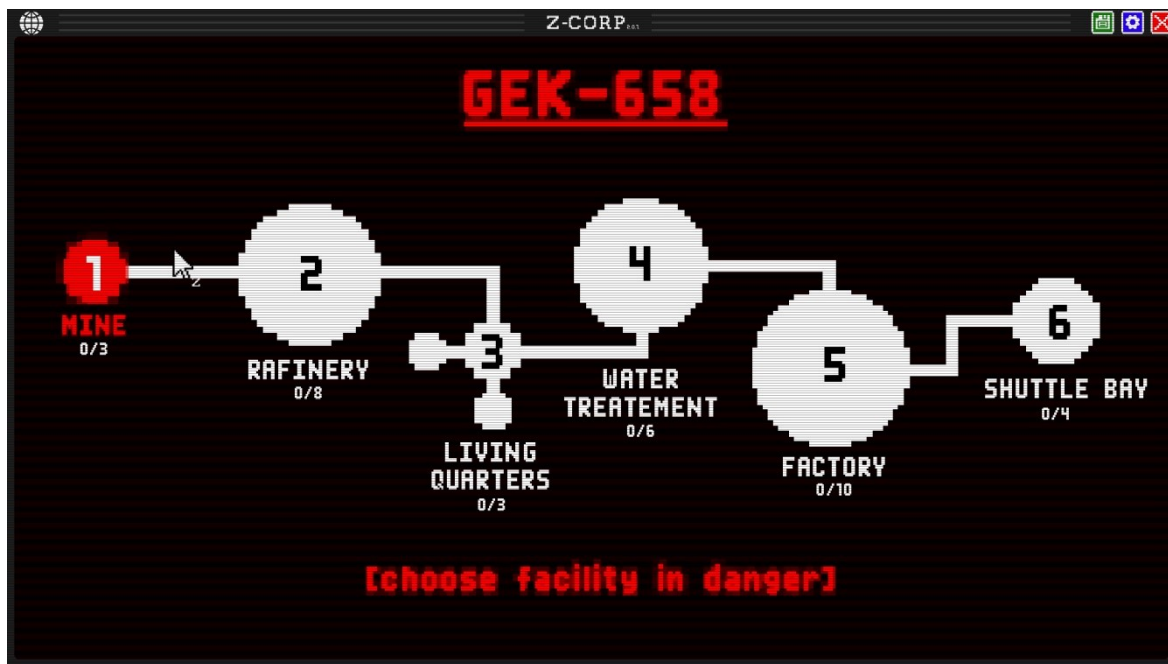 Z-CORP
GEK-658
1
MINE
0/3
2
RAFINERY
0/8
3
LIVING
QUARTERS
0/3
4
WATER
TREATEMENT
0/6
5
FACTORY
0/10
6
SHUTTLE BAY
0/4
[choose facility in danger]